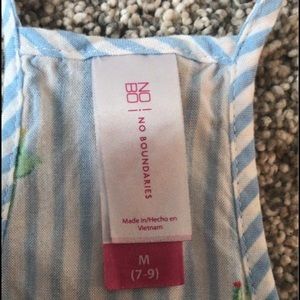 NO
BO
NO BOUNDARIES
Made in/Hecho en
Vietnam
M
(7-9)